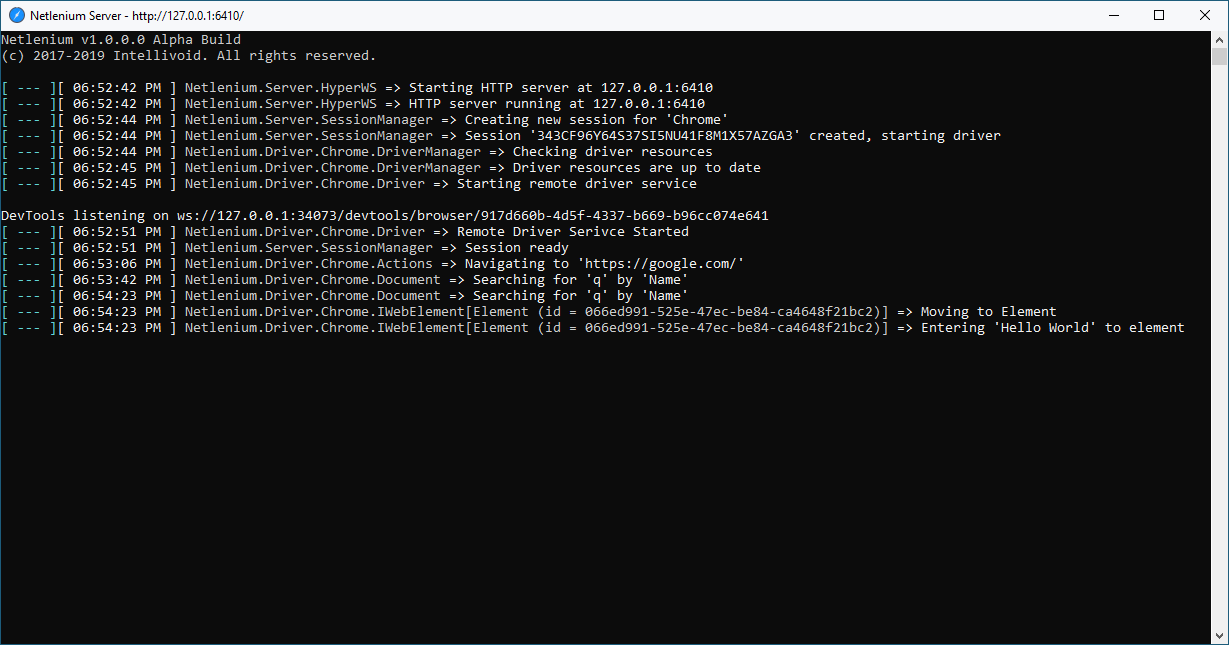 Netlenium Server - http://127.0.0.1:6410/
Netlenium v1.0.0.0 Alpha Build
(c) 2017-2019 Intellivoid. All rights reserved.
[ --- ][ 06:52:42 PM ] Netlenium.Server.HyperWS => Starting HTTP server at 127.0.0.1:6410
[ --- ][ 06:52:42 PM ] Netlenium.Server.HyperWS => HTTP server running at 127.0.0.1:6410
[ --- ][ 06:52:44 PM ] Netlenium.Server.SessionManager => Creating new session for 'Chrome'
[ --- ][ 06:52:44 PM ] Netlenium.Server.SessionManager => Session '343CF96Y64S37SI5NU41F8M1X57AZGA3' created, starting driver
[ --- ][ 06:52:44 PM ] Netlenium.Driver.Chrome.DriverManager => Checking driver resources
[ --- ][ 06:52:45 PM ] Netlenium.Driver.Chrome.DriverManager => Driver resources are up to date
[ --- ][ 06:52:45 PM ] Netlenium.Driver.Chrome.Driver => Starting remote driver service
DevTools listening on ws://127.0.0.1:34073/devtools/browser/917d660b-4d5f-4337-b669-b96cc074e641
[ --- ][ 06:52:51 PM ] Netlenium.Driver.Chrome.Driver => Remote Driver Serivce Started
[ --- ][ 06:52:51 PM ] Netlenium.Server.SessionManager => Session ready
[ --- ][ 06:53:06 PM ] Netlenium.Driver.Chrome.Actions => Navigating to 'https://google.com/'
[ --- ][ 06:53:42 PM ] Netlenium.Driver.Chrome.Document => Searching for 'q' by 'Name'
[ --- ][ 06:54:23 PM ] Netlenium.Driver.Chrome.Document => Searching for 'q' by 'Name'
[ --- ][ 06:54:23 PM ] Netlenium.Driver.Chrome.IWebElement[Element (id = 066ed991-525e-47ec-be84-ca4648f21bc2)] => Moving to Element
[ --- ][ 06:54:23 PM ] Netlenium.Driver.Chrome.IWebElement[Element (id = 066ed991-525e-47ec-be84-ca4648f21bc2)] => Entering 'Hello World' to element